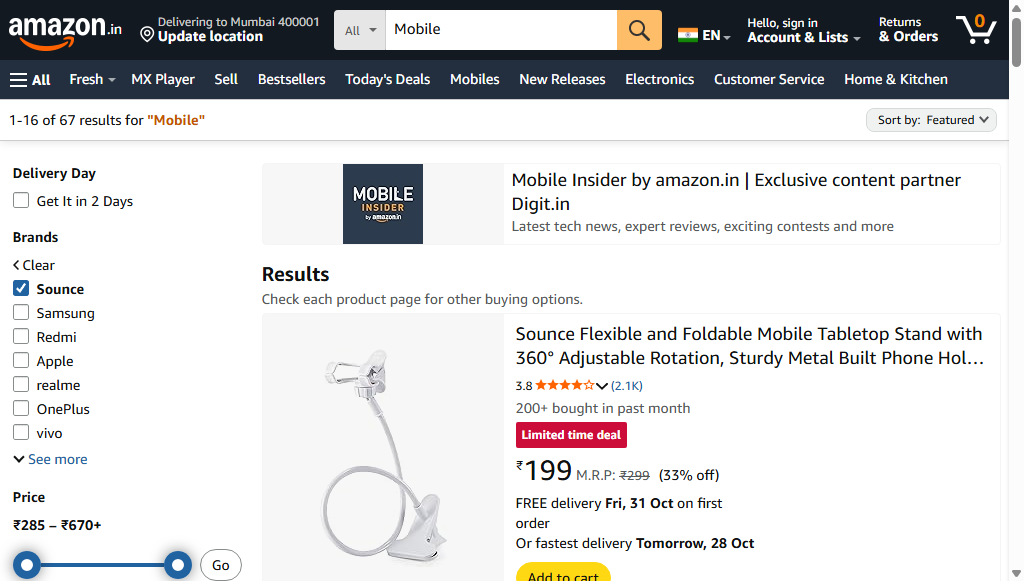 amazon.in
Delivering to Mumbai 400001
Update location
All
Mobile
EN
Hello, sign in
Account & Lists
Returns
& Orders
0
All
Fresh
MX Player
Sell
Bestsellers
Today's Deals
Mobiles
New Releases
Electronics
Customer Service
Home & Kitchen
1-16 of 67 results for "Mobile"
Sort by: Featured
Delivery Day
Get It in 2 Days
Brands
Clear
Sounce
Samsung
Redmi
Apple
realme
OnePlus
vivo
See more
Price
₹285 – ₹670+
Go
MOBILE
INSIDER
by amazon.in
Mobile Insider by amazon.in | Exclusive content partner
Digit.in
Latest tech news, expert reviews, exciting contests and more
Results
Check each product page for other buying options.
Sounce Flexible and Foldable Mobile Tabletop Stand with
360° Adjustable Rotation, Sturdy Metal Built Phone Hol…
3.8 (2.1K)
200+ bought in past month
Limited time deal
₹199 M.R.P: ₹299 (33% off)
FREE delivery Fri, 31 Oct on first
order
Or fastest delivery Tomorrow, 28 Oct
Add to cart